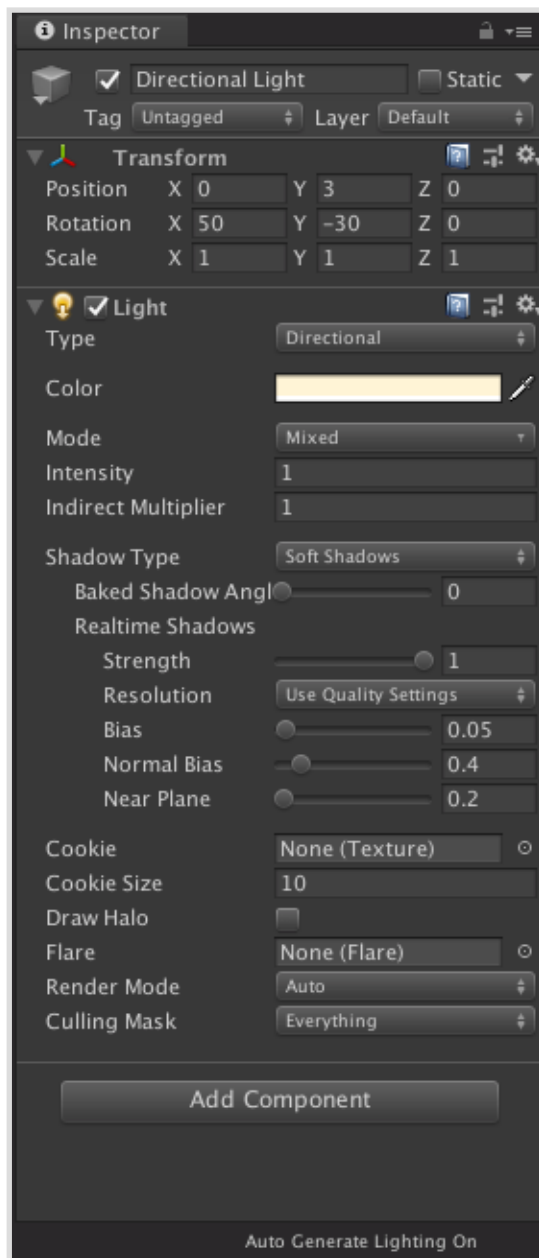 Inspector
Directional Light Static
Tag Untagged Layer Default
Transform
Position X 0 Y 3 Z 0
Rotation X 50 Y -30 Z 0
Scale X 1 Y 1 Z 1
Light
Type Directional
Color
Mode Mixed
Intensity 1
Indirect Multiplier 1
Shadow Type Soft Shadows
Baked Shadow Angl 0
Realtime Shadows
Strength 1
Resolution Use Quality Settings
Bias 0.05
Normal Bias 0.4
Near Plane 0.2
Cookie None (Texture)
Cookie Size 10
Draw Halo
Flare None (Flare)
Render Mode Auto
Culling Mask Everything
Add Component
Auto Generate Lighting On